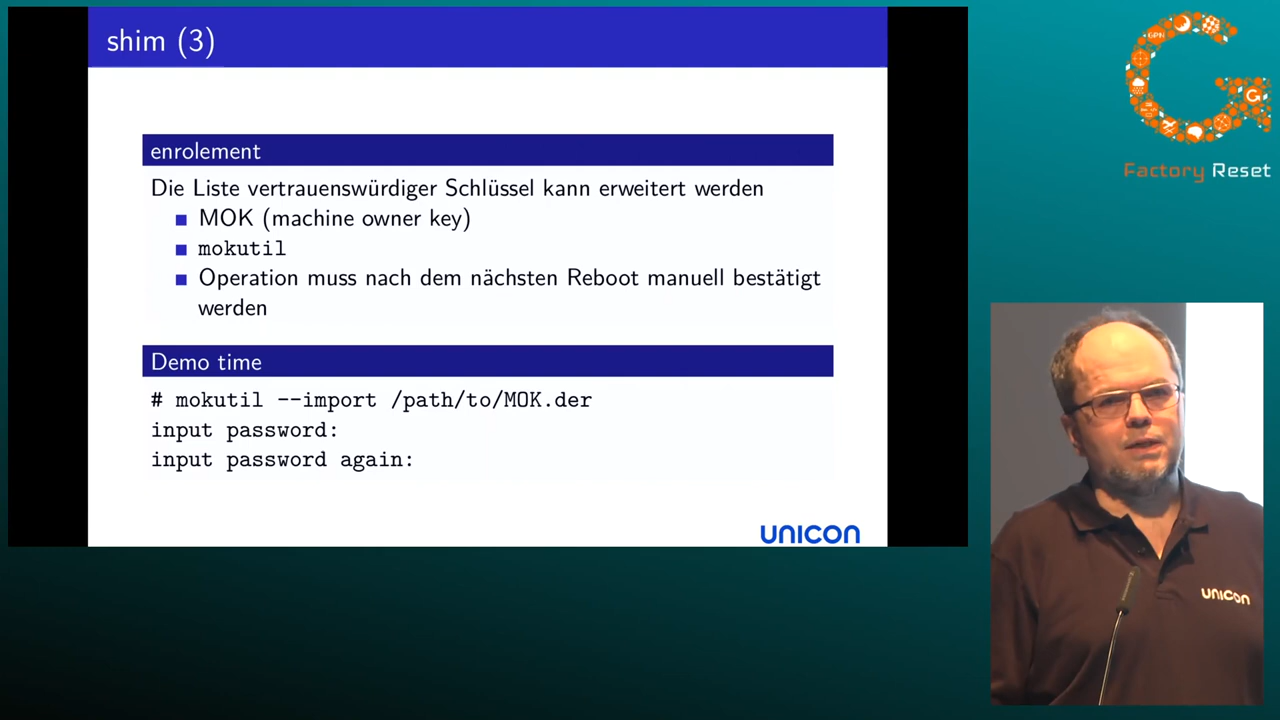 shim (3)
enrolement
Die Liste vertrauenswürdiger Schlüssel kann erweitert werden
MOK (machine owner key)
mokutil
Operation muss nach dem nächsten Reboot manuell bestätigt
werden
Demo time
# mokutil --import /path/to/MOK.der
input password:
input password again:
UNICON
GPN
G
Factory Reset
UNICON